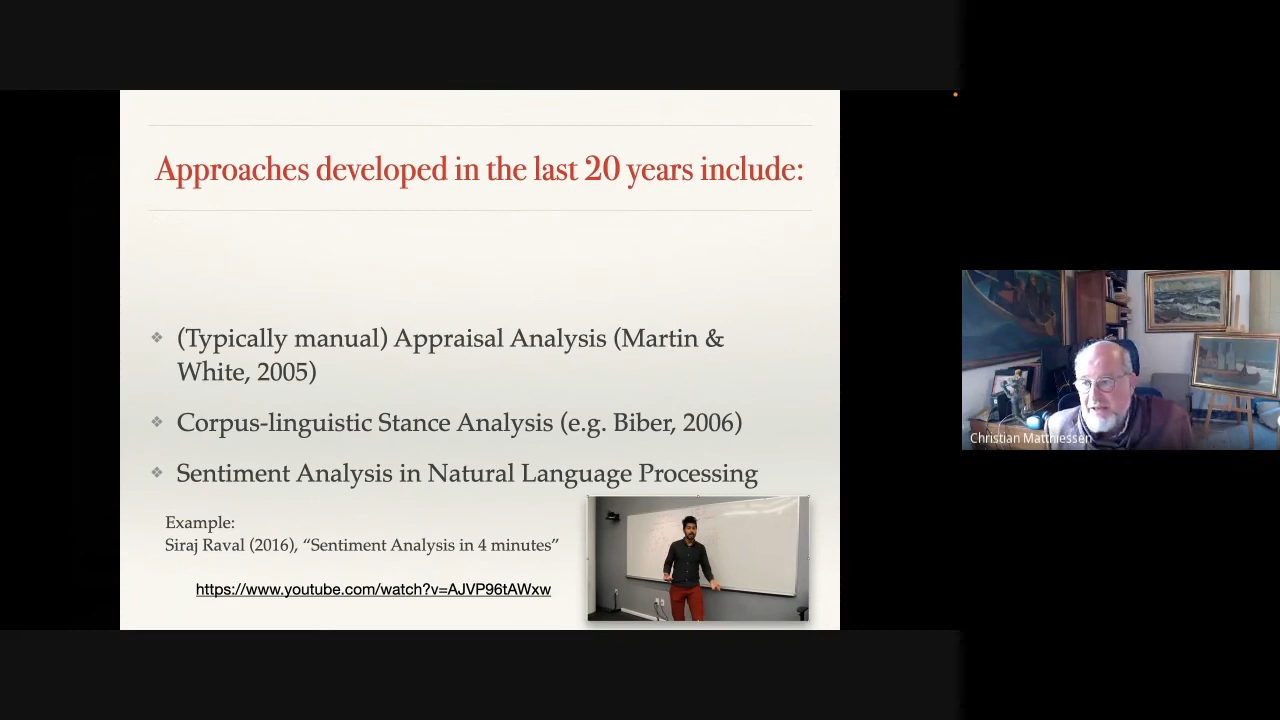 Approaches developed in the last 20 years include:
❖ (Typically manual) Appraisal Analysis (Martin &
White, 2005)
❖ Corpus-linguistic Stance Analysis (e.g. Biber, 2006)
❖ Sentiment Analysis in Natural Language Processing
Example:
Siraj Raval (2016), “Sentiment Analysis in 4 minutes”
https://www.youtube.com/watch?v=AJVP96tAWxw
Christian Matthiessen